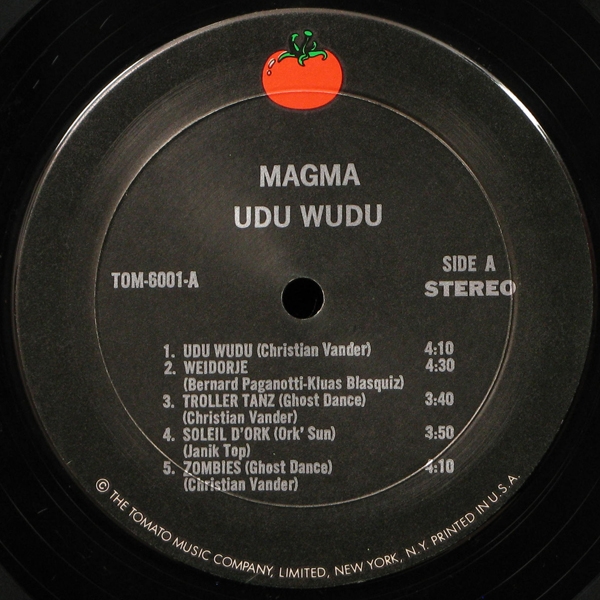 MAGMA
UDU WUDU
TOM-6001-A
SIDE A
STEREO
1. UDU WUDU (Christian Vander) 4:10
2. WEIDORJE 4:30
(Bernard Paganotti-Kluas Blasquiz)
3. TROLLER TANZ (Ghost Dance) 3:40
(Christian Vander)
4. SOLEIL D'ORK (Ork' Sun) 3:50
(Janik Top)
5. ZOMBIES (Ghost Dance) 4:10
(Christian Vander)
© THE TOMATO MUSIC COMPANY, LIMITED, NEW YORK, N.Y. PRINTED IN U.S.A.